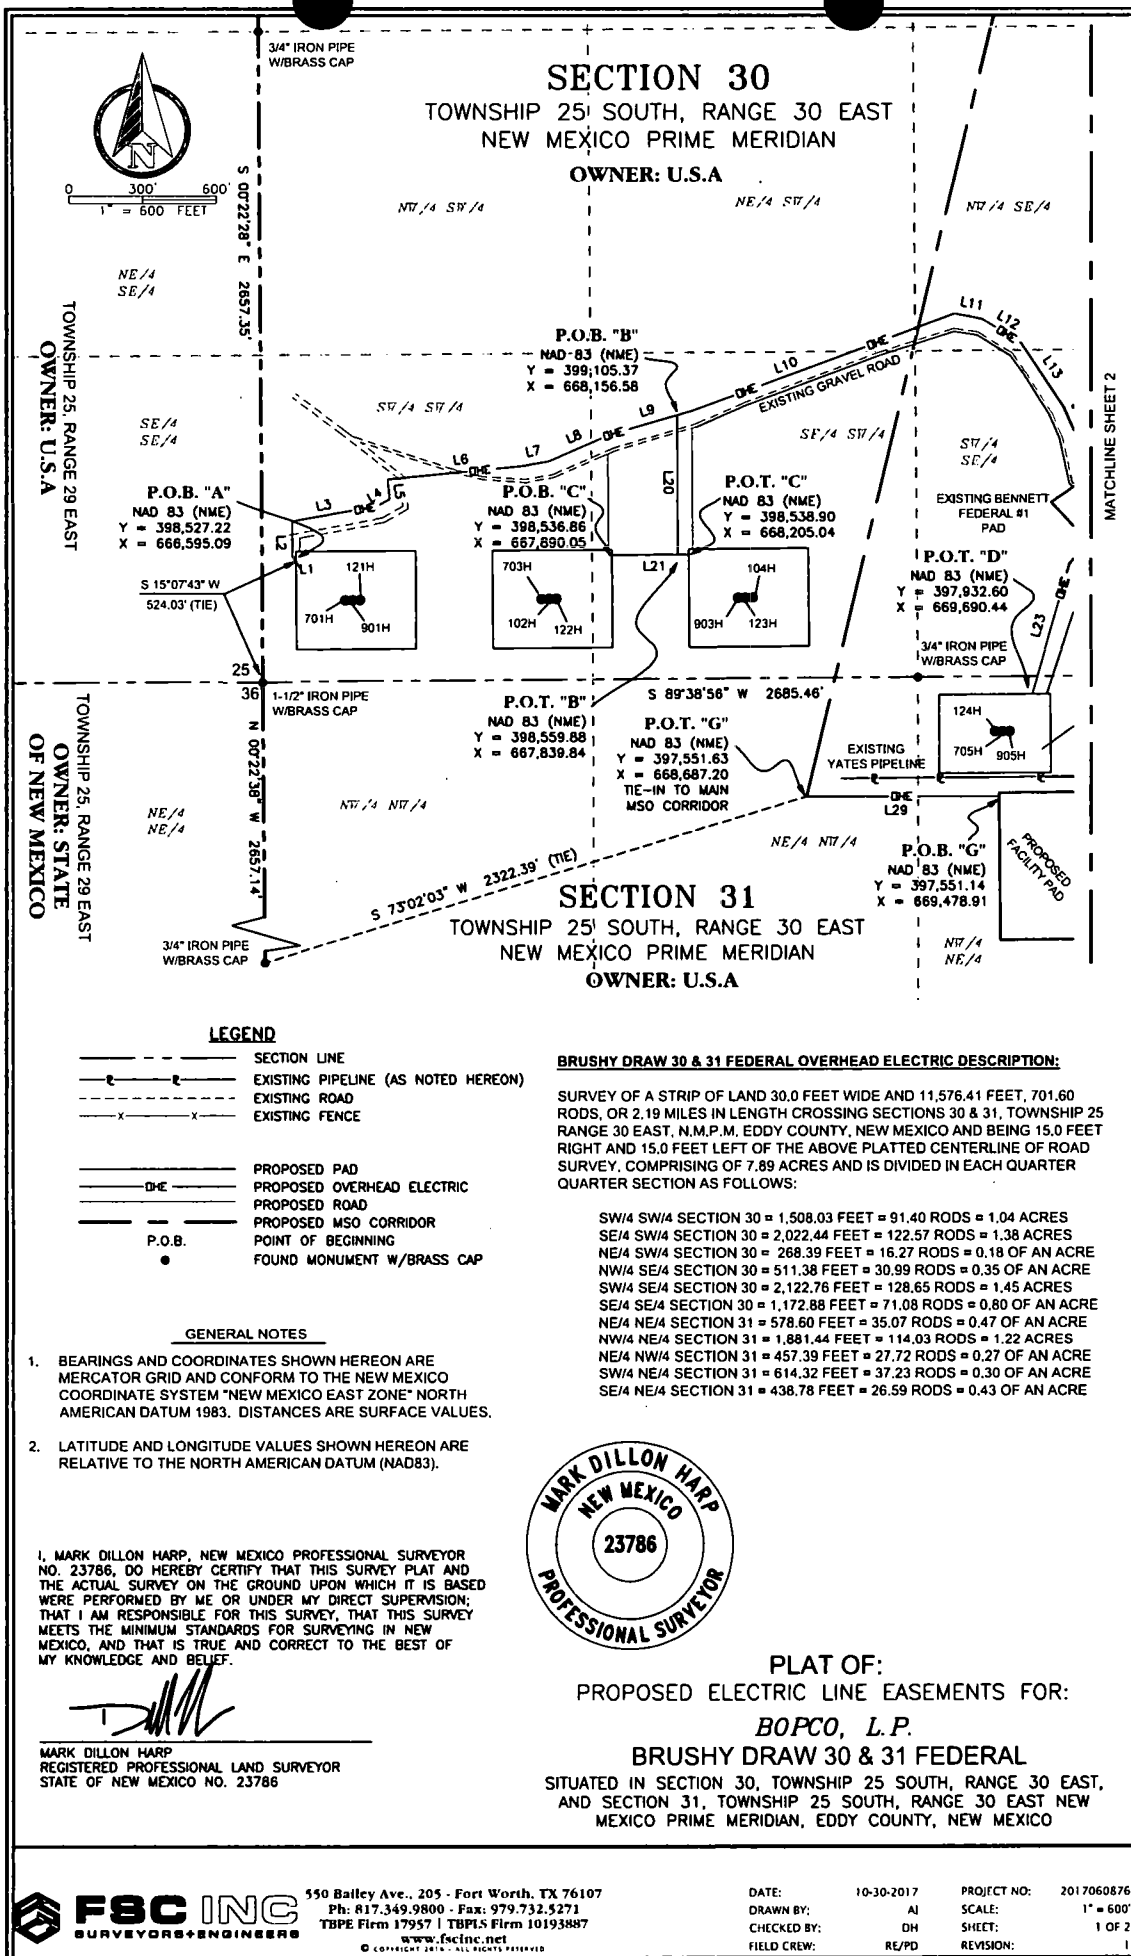 3/4" IRON PIPE
W/BRASS CAP
SECTION 30
TOWNSHIP 25 SOUTH, RANGE 30 EAST
NEW MEXICO PRIME MERIDIAN
OWNER: U.S.A
N
0 300' 600'
1" = 600 FEET
S 00°22'28" E 2657.35'
NW/4 SW/4
NE/4 SW/4
NW/4 SE/4
NE/4
SE/4
TOWNSHIP 25, RANGE 29 EAST
OWNER: U.S.A
P.O.B. "B"
NAD-83 (NME)
Y = 399,105.37
X = 668,156.58
L11
L12
L13
OHE
L10
OHE
OHE
EXISTING GRAVEL ROAD
MATCHLINE SHEET 2
SE/4
SE/4
SW/4 SW/4
L9
L8
OHE
L7
L6
OHE
SE/4 SW/4
SW/4
SE/4
L5
L4
L3
OHE
L2
L1
L20
P.O.B. "A"
NAD 83 (NME)
Y = 398,527.22
X = 666,595.09
P.O.B. "C"
NAD 83 (NME)
Y = 398,536.86
X = 667,890.05
P.O.T. "C"
NAD 83 (NME)
Y = 398,538.90
X = 668,205.04
EXISTING BENNETT
FEDERAL #1
PAD
P.O.T. "D"
NAD 83 (NME)
Y = 397,932.60
X = 669,690.44
OHE
L23
S 15°07'43" W
524.03' (TIE)
121H
701H
901H
703H
102H
122H
L21
104H
903H
123H
3/4" IRON PIPE
W/BRASS CAP
25
36
1-1/2" IRON PIPE
W/BRASS CAP
S 89°38'56" W 2685.46'
P.O.T. "B"
NAD 83 (NME)
Y = 398,559.88
X = 667,839.84
P.O.T. "G"
NAD 83 (NME)
Y = 397,551.63
X = 668,687.20
TIE-IN TO MAIN
MSO CORRIDOR
124H
705H
905H
EXISTING
YATES PIPELINE
OHE
L29
TOWNSHIP 25, RANGE 29 EAST
OWNER: STATE
OF NEW MEXICO
N 00°22'38" W 2657.14'
NE/4
NE/4
NW/4 NW/4
NE/4 NW/4
P.O.B. "G"
NAD 83 (NME)
Y = 397,551.14
X = 669,478.91
PROPOSED
FACILITY PAD
S 73°02'03" W 2322.39' (TIE)
3/4" IRON PIPE
W/BRASS CAP
SECTION 31
TOWNSHIP 25 SOUTH, RANGE 30 EAST
NEW MEXICO PRIME MERIDIAN
OWNER: U.S.A
NW/4
NE/4
LEGEND
SECTION LINE
EXISTING PIPELINE (AS NOTED HEREON)
EXISTING ROAD
X X EXISTING FENCE
PROPOSED PAD
OHE PROPOSED OVERHEAD ELECTRIC
PROPOSED ROAD
PROPOSED MSO CORRIDOR
P.O.B. POINT OF BEGINNING
FOUND MONUMENT W/BRASS CAP
BRUSHY DRAW 30 & 31 FEDERAL OVERHEAD ELECTRIC DESCRIPTION:
SURVEY OF A STRIP OF LAND 30.0 FEET WIDE AND 11,576.41 FEET, 701.60
RODS, OR 2.19 MILES IN LENGTH CROSSING SECTIONS 30 & 31, TOWNSHIP 25
RANGE 30 EAST, N.M.P.M. EDDY COUNTY, NEW MEXICO AND BEING 15.0 FEET
RIGHT AND 15.0 FEET LEFT OF THE ABOVE PLATTED CENTERLINE OF ROAD
SURVEY, COMPRISING OF 7.89 ACRES AND IS DIVIDED IN EACH QUARTER
QUARTER SECTION AS FOLLOWS:
SW/4 SW/4 SECTION 30 = 1,508.03 FEET = 91.40 RODS = 1.04 ACRES
SE/4 SW/4 SECTION 30 = 2,022.44 FEET = 122.57 RODS = 1.38 ACRES
NE/4 SW/4 SECTION 30 = 268.39 FEET = 16.27 RODS = 0.18 OF AN ACRE
NW/4 SE/4 SECTION 30 = 511.38 FEET = 30.99 RODS = 0.35 OF AN ACRE
SW/4 SE/4 SECTION 30 = 2,122.76 FEET = 128.65 RODS = 1.45 ACRES
SE/4 SE/4 SECTION 30 = 1,172.88 FEET = 71.08 RODS = 0.80 OF AN ACRE
NE/4 NE/4 SECTION 31 = 578.60 FEET = 35.07 RODS = 0.47 OF AN ACRE
NW/4 NE/4 SECTION 31 = 1,881.44 FEET = 114.03 RODS = 1.22 ACRES
NE/4 NW/4 SECTION 31 = 457.39 FEET = 27.72 RODS = 0.27 OF AN ACRE
SW/4 NE/4 SECTION 31 = 614.32 FEET = 37.23 RODS = 0.30 OF AN ACRE
SE/4 NE/4 SECTION 31 = 438.78 FEET = 26.59 RODS = 0.43 OF AN ACRE
GENERAL NOTES
1. BEARINGS AND COORDINATES SHOWN HEREON ARE
MERCATOR GRID AND CONFORM TO THE NEW MEXICO
COORDINATE SYSTEM "NEW MEXICO EAST ZONE" NORTH
AMERICAN DATUM 1983. DISTANCES ARE SURFACE VALUES.
2. LATITUDE AND LONGITUDE VALUES SHOWN HEREON ARE
RELATIVE TO THE NORTH AMERICAN DATUM (NAD83).
MARK DILLON HARP
NEW MEXICO
23786
PROFESSIONAL SURVEYOR
I, MARK DILLON HARP, NEW MEXICO PROFESSIONAL SURVEYOR
NO. 23786, DO HEREBY CERTIFY THAT THIS SURVEY PLAT AND
THE ACTUAL SURVEY ON THE GROUND UPON WHICH IT IS BASED
WERE PERFORMED BY ME OR UNDER MY DIRECT SUPERVISION;
THAT I AM RESPONSIBLE FOR THIS SURVEY, THAT THIS SURVEY
MEETS THE MINIMUM STANDARDS FOR SURVEYING IN NEW
MEXICO, AND THAT IS TRUE AND CORRECT TO THE BEST OF
MY KNOWLEDGE AND BELIEF.
MARK DILLON HARP
REGISTERED PROFESSIONAL LAND SURVEYOR
STATE OF NEW MEXICO NO. 23786
PLAT OF:
PROPOSED ELECTRIC LINE EASEMENTS FOR:
BOPCO, L.P.
BRUSHY DRAW 30 & 31 FEDERAL
SITUATED IN SECTION 30, TOWNSHIP 25 SOUTH, RANGE 30 EAST,
AND SECTION 31, TOWNSHIP 25 SOUTH, RANGE 30 EAST NEW
MEXICO PRIME MERIDIAN, EDDY COUNTY, NEW MEXICO
FSC INC
SURVEYORS+ENGINEERS
550 Bailey Ave., 205 - Fort Worth, TX 76107
Ph: 817.349.9800 - Fax: 979.732.5271
TBPE Firm 17957 | TBPLS Firm 10193887
www.fscinc.net
© COPYRIGHT 2016 - ALL RIGHTS RESERVED
DATE: 10-30-2017 PROJECT NO: 2017060876
DRAWN BY: AI SCALE: 1" = 600'
CHECKED BY: DH SHEET: 1 OF 2
FIELD CREW: RE/PD REVISION: 1